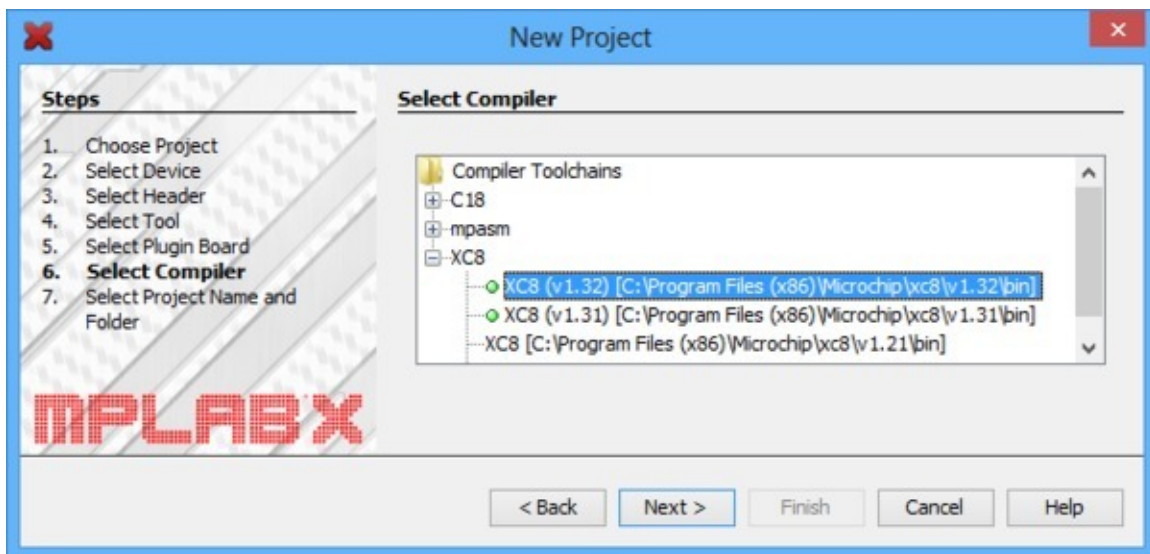 New Project
Steps
1. Choose Project
2. Select Device
3. Select Header
4. Select Tool
5. Select Plugin Board
6. Select Compiler
7. Select Project Name and
Folder
MPLAB X
Select Compiler
Compiler Toolchains
C18
mpasm
XC8
XC8 (v1.32) [C:\Program Files (x86)\Microchip\xc8\v1.32\bin]
XC8 (v1.31) [C:\Program Files (x86)\Microchip\xc8\v1.31\bin]
XC8 [C:\Program Files (x86)\Microchip\xc8\v1.21\bin]
< Back Next > Finish Cancel Help